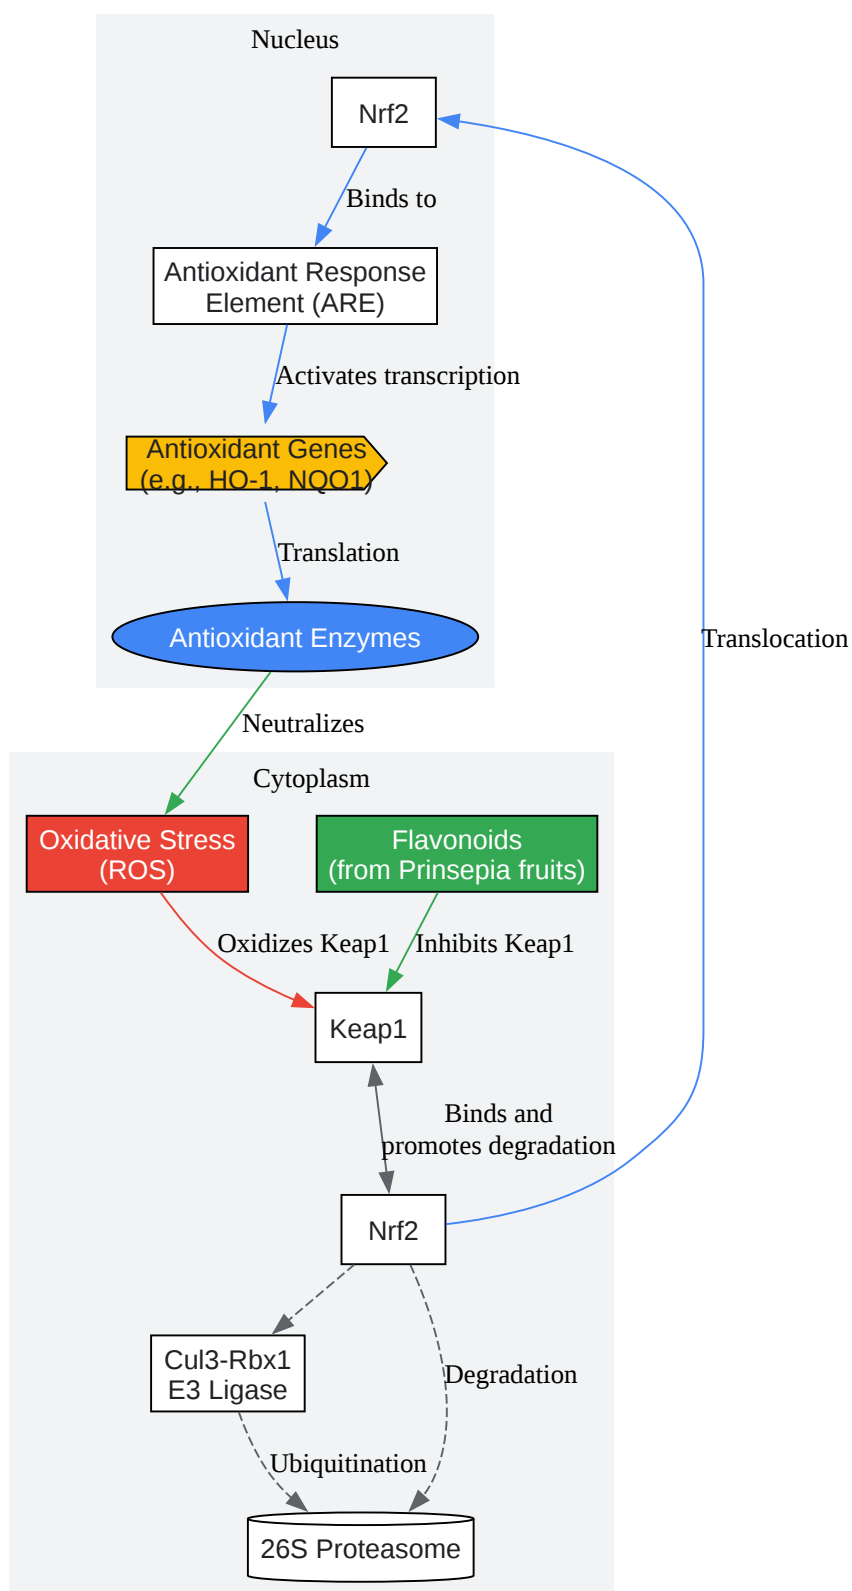 Nucleus
Nrf2
Binds to
Antioxidant Response
Element (ARE)
Activates transcription
Antioxidant Genes
(e.g., HO-1, NQO1)
Translation
Antioxidant Enzymes
Translocation
Neutralizes
Cytoplasm
Oxidative Stress
(ROS)
Flavonoids
(from Prinsepia fruits)
Oxidizes Keap1
Inhibits Keap1
Keap1
Binds and
promotes degradation
Nrf2
Cul3-Rbx1
E3 Ligase
Degradation
Ubiquitination
26S Proteasome